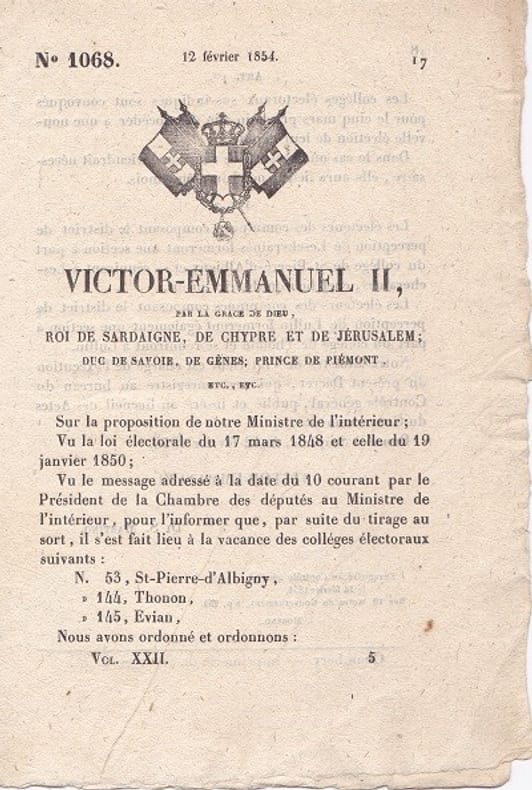 Nº 1068.
12 février 1854.
17
VICTOR-EMMANUEL II,
PAR LA GRACE DE DIEU,
ROI DE SARDAIGNE, DE CHYPRE ET DE JÉRUSALEM;
DUC DE SAVOIE, DE GÊNES; PRINCE DE PIÉMONT,
ETC., ETC.
Sur la proposition de notre Ministre de l'intérieur;
Vu la loi électorale du 17 mars 1848 et celle du 19
janvier 1850;
Vu le message adressé à la date du 10 courant par le
Président de la Chambre des députés au Ministre de
l'intérieur, pour l'informer que, par suite du tirage au
sort, il s'est fait lieu à la vacance des colléges électoraux
suivants :
N. 53, St-Pierre-d'Albigny,
» 144, Thonon,
» 145, Evian,
Nous avons ordonné et ordonnons :
VOL. XXII.
5